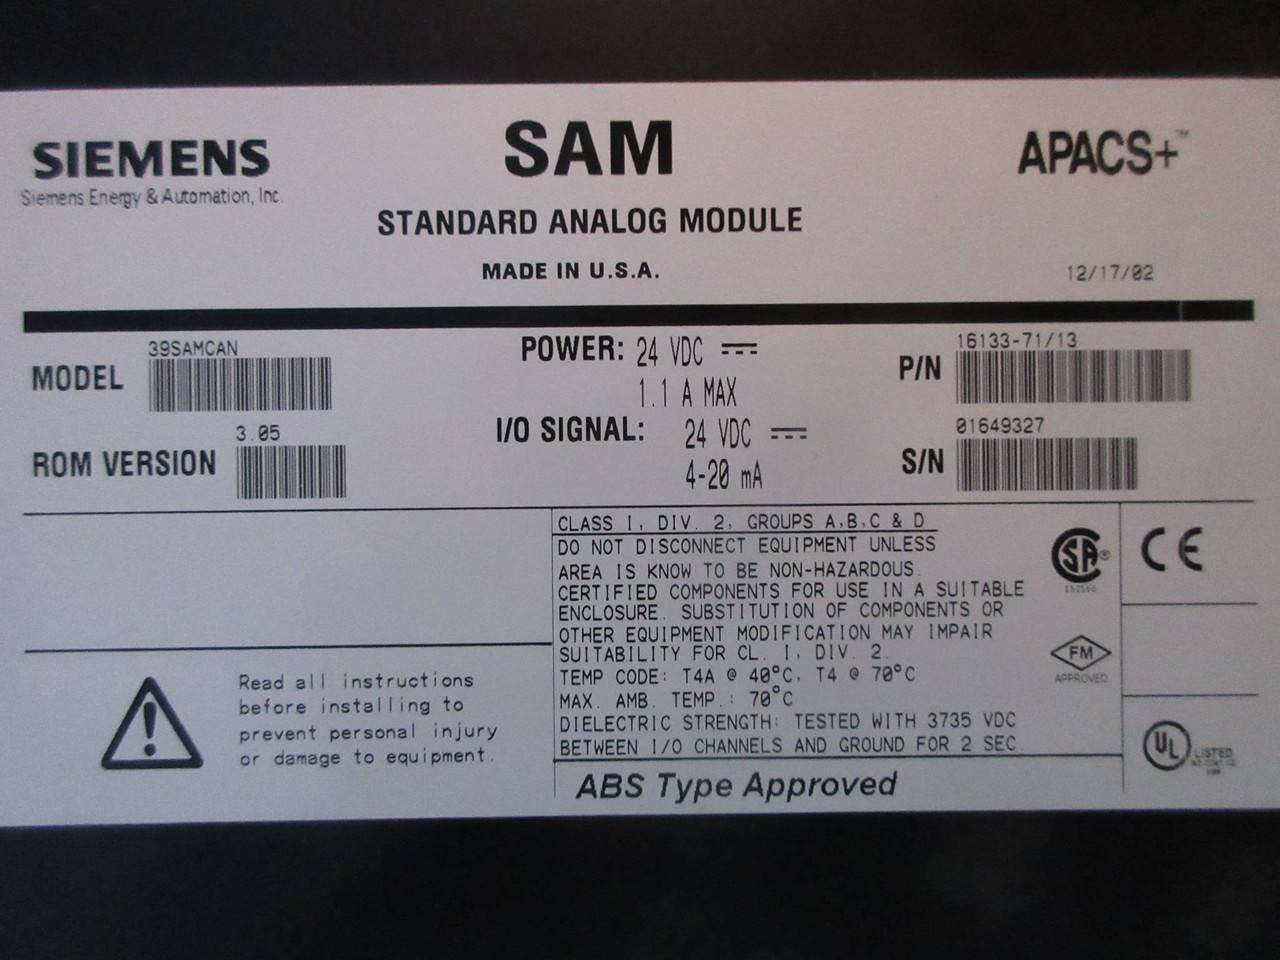 SIEMENS
Siemens Energy & Automation, Inc.
SAM
STANDARD ANALOG MODULE
MADE IN U.S.A.
APACS+™
12/17/02
MODEL 39SAMCAN
ROM VERSION 3.05
POWER: 24 VDC
1.1 A MAX
I/O SIGNAL: 24 VDC
4-20 mA
P/N 16133-71/13
S/N 01649327
CLASS I, DIV. 2, GROUPS A,B,C & D
DO NOT DISCONNECT EQUIPMENT UNLESS
AREA IS KNOW TO BE NON-HAZARDOUS.
CERTIFIED COMPONENTS FOR USE IN A SUITABLE
ENCLOSURE. SUBSTITUTION OF COMPONENTS OR
OTHER EQUIPMENT MODIFICATION MAY IMPAIR
SUITABILITY FOR CL. I, DIV. 2.
TEMP CODE: T4A @ 40°C, T4 @ 70°C
MAX. AMB. TEMP.: 70°C
DIELECTRIC STRENGTH: TESTED WITH 3735 VDC
BETWEEN I/O CHANNELS AND GROUND FOR 2 SEC.
ABS Type Approved
SA®
FM
APPROVED
CE
UL
LISTED
Read all instructions
before installing to
prevent personal injury
or damage to equipment.